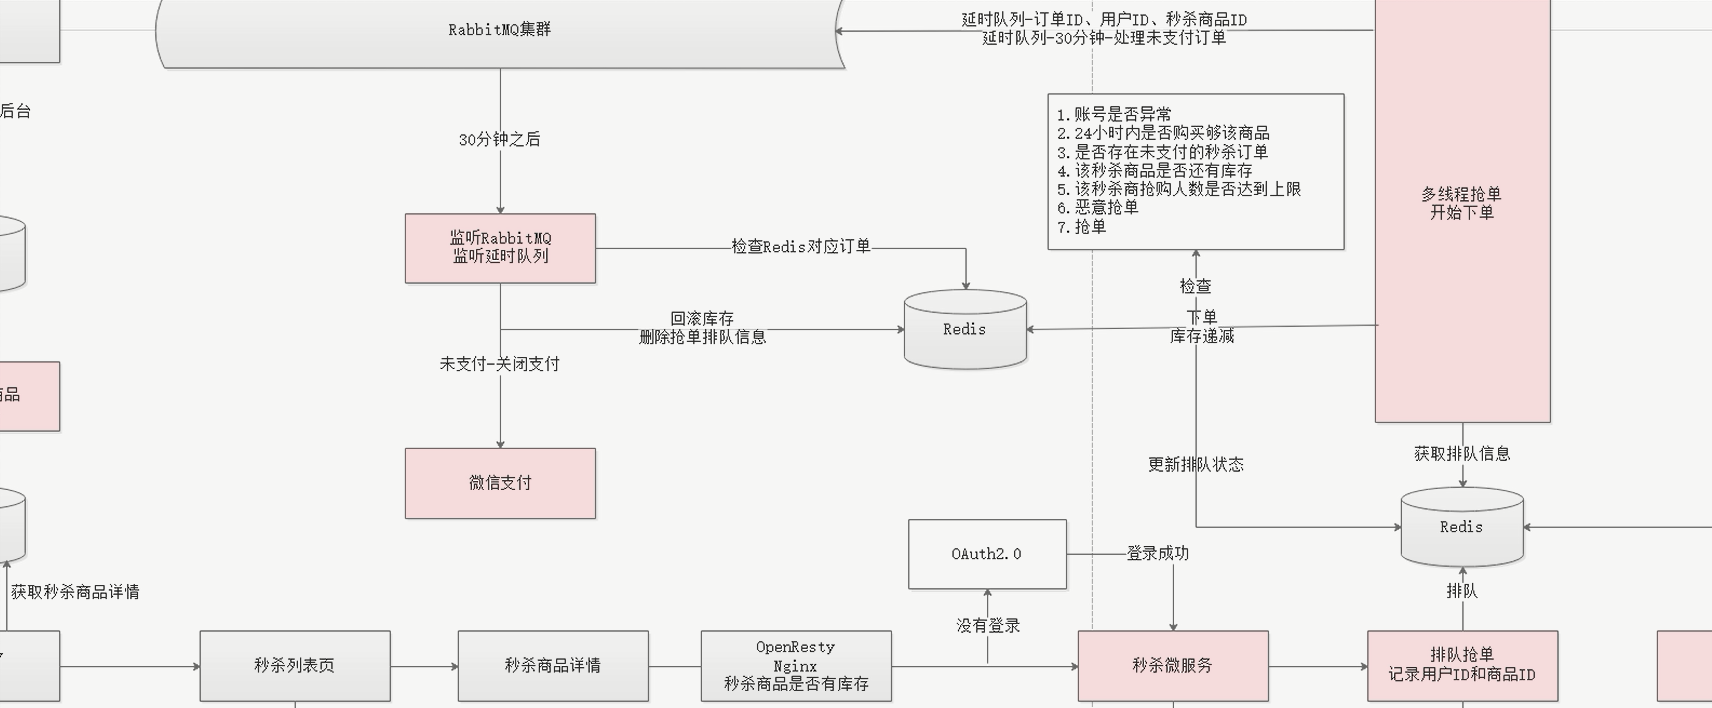 RabbitMQ集群
延时队列-订单ID、用户ID、秒杀商品ID
延时队列-30分钟-处理未支付订单
后台
30分钟之后
1.账号是否异常
2.24小时内是否购买够该商品
3.是否存在未支付的秒杀订单
4.该秒杀商品是否还有库存
5.该秒杀商抢购人数是否达到上限
6.恶意抢单
7.抢单
多线程抢单
开始下单
监听RabbitMQ
监听延时队列
检查Redis对应订单
检查
回滚库存
删除抢单排队信息
Redis
下单
库存递减
未支付-关闭支付
品
微信支付
更新排队状态
获取排队信息
Redis
OAuth2.0
登录成功
获取秒杀商品详情
没有登录
排队
秒杀列表页
秒杀商品详情
OpenResty
Nginx
秒杀商品是否有库存
秒杀微服务
排队抢单
记录用户ID和商品ID